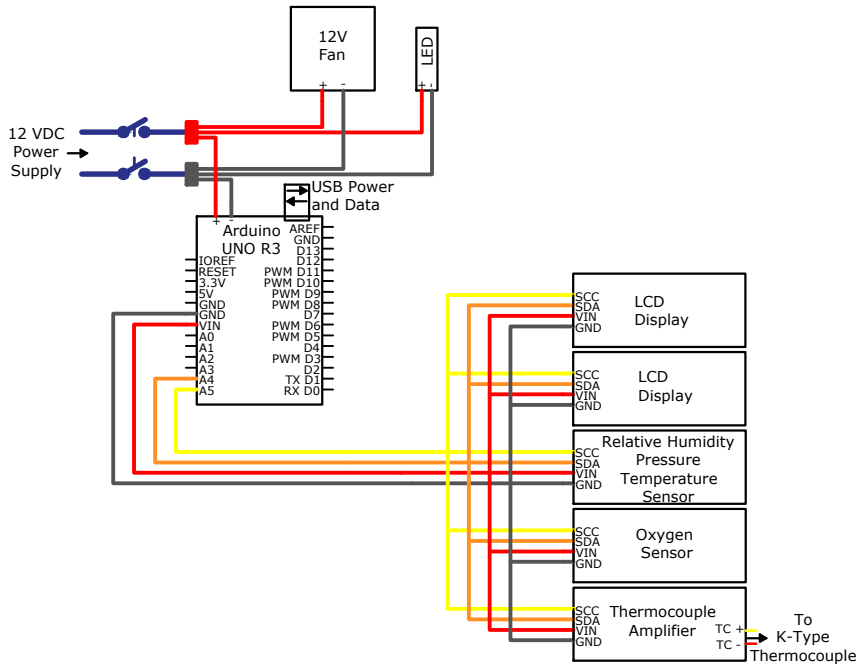 12V
Fan
+ -
LED
+ -
12 VDC
Power
Supply
USB Power
and Data
+ -
Arduino
UNO R3
IOREF
RESET
3.3V
5V
GND
GND
VIN
A0
A1
A2
A3
A4
A5
AREF
GND
D13
D12
PWM D11
PWM D10
PWM D9
PWM D8
D7
PWM D6
PWM D5
D4
PWM D3
D2
TX D1
RX D0
SCC
SDA
VIN
GND
LCD
Display
SCC
SDA
VIN
GND
LCD
Display
SCC
SDA
VIN
GND
Relative Humidity
Pressure
Temperature
Sensor
SCC
SDA
VIN
GND
Oxygen
Sensor
SCC
SDA
VIN
GND
Thermocouple
Amplifier
TC +
TC -
To
K-Type
Thermocouple